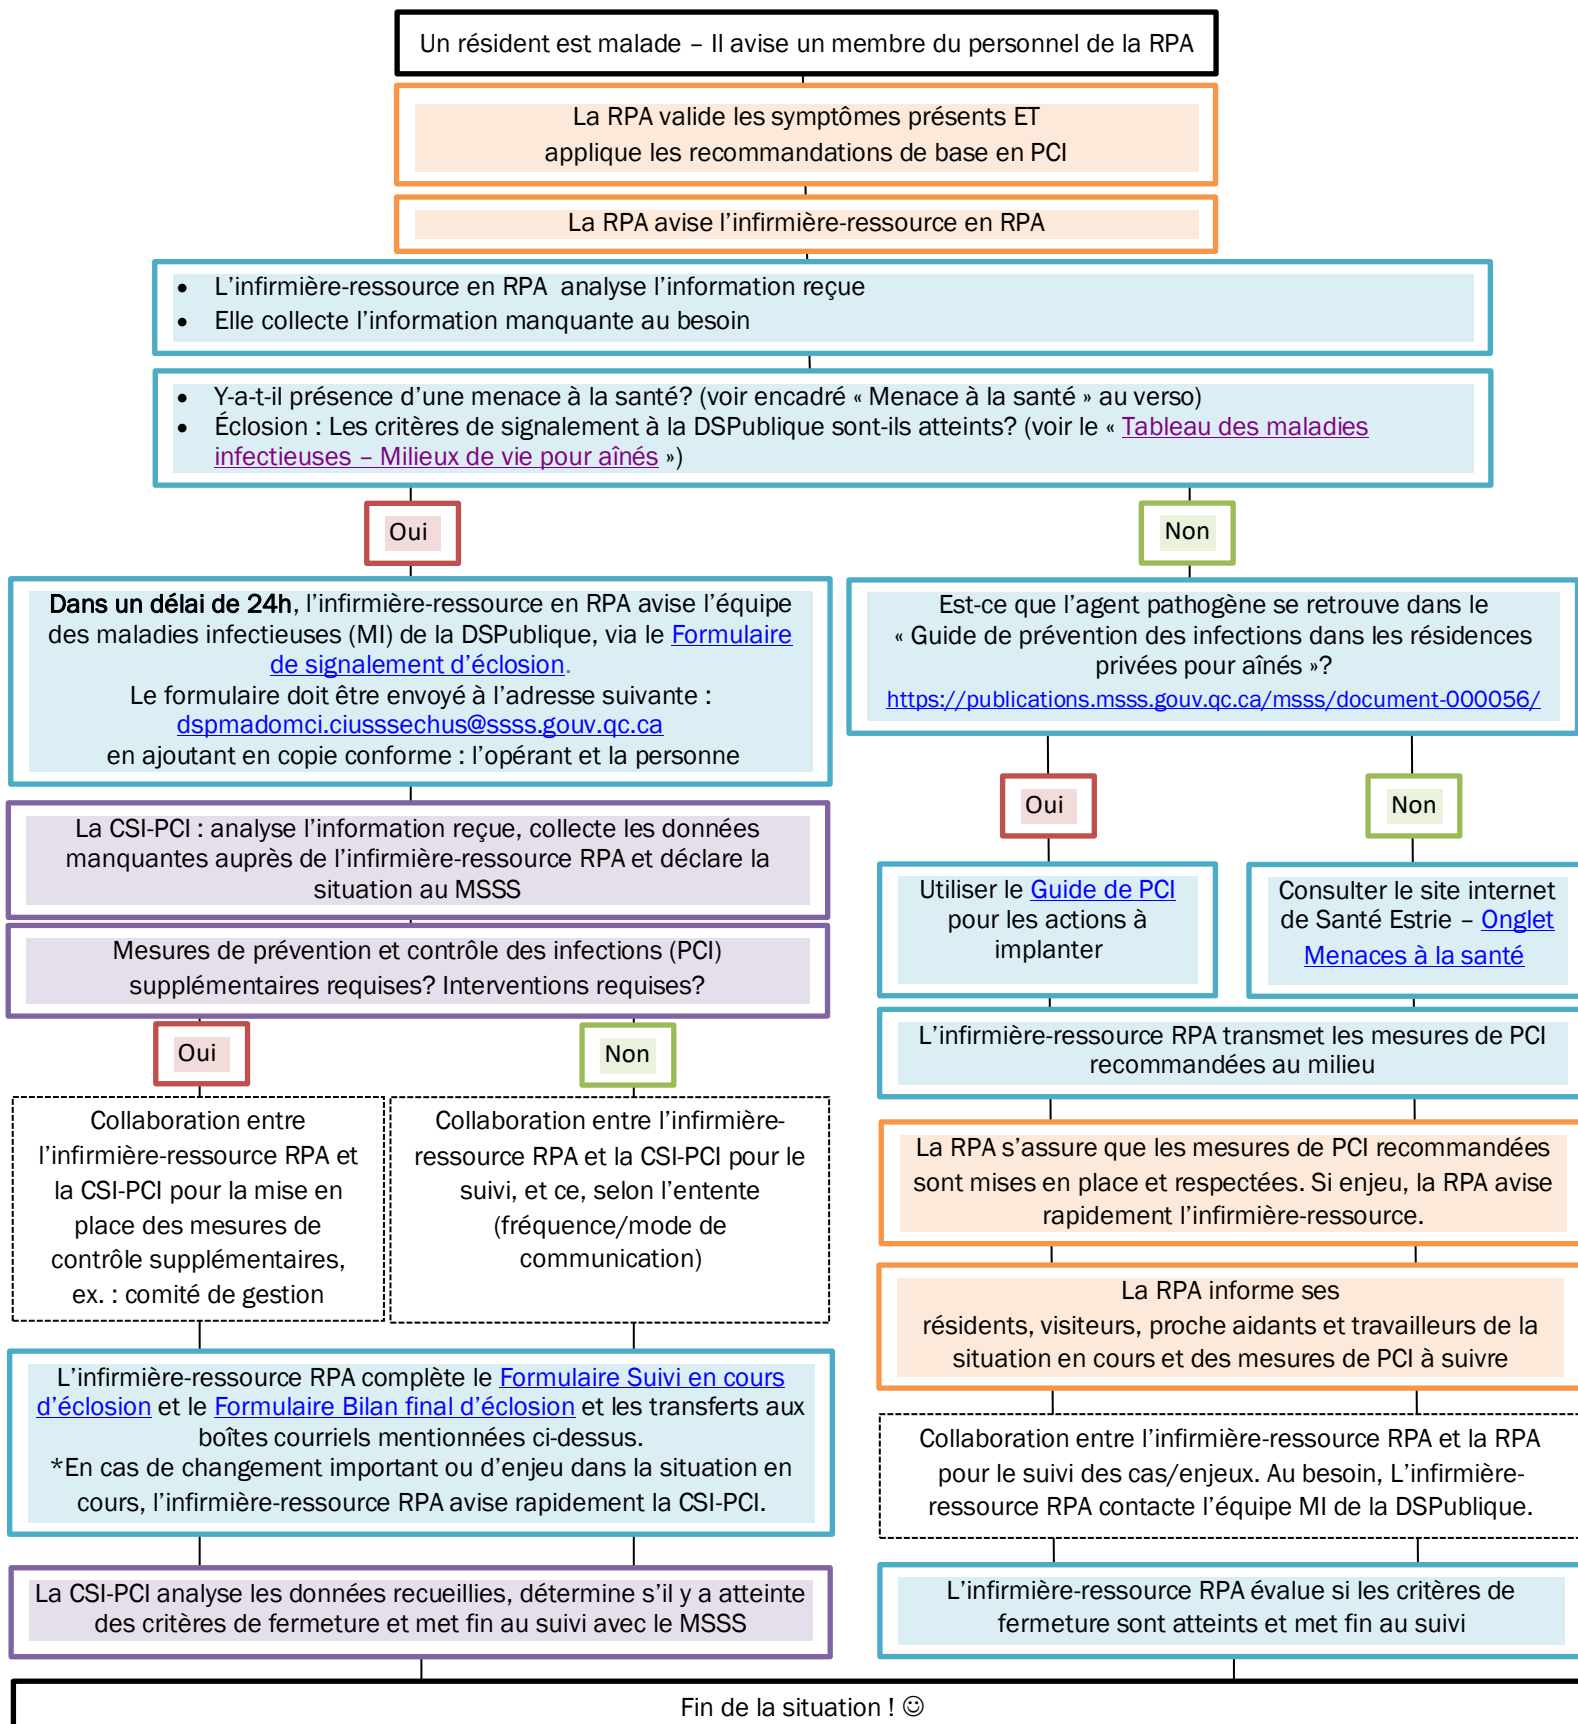 Un résident est malade – Il avise un membre du personnel de la RPA
La RPA valide les symptômes présents ET
applique les recommandations de base en PCI
La RPA avise l'infirmière-ressource en RPA
• L'infirmière-ressource en RPA analyse l'information reçue
• Elle collecte l'information manquante au besoin
• Y-a-t-il présence d'une menace à la santé? (voir encadré « Menace à la santé » au verso)
• Éclosion : Les critères de signalement à la DSPublique sont-ils atteints? (voir le « Tableau des maladies
infectieuses – Milieux de vie pour aînés »)
Oui
Dans un délai de 24h, l'infirmière-ressource en RPA avise l'équipe
des maladies infectieuses (MI) de la DSPublique, via le Formulaire
de signalement d'éclosion.
Le formulaire doit être envoyé à l'adresse suivante :
dspmadomci.ciusssechus@ssss.gouv.qc.ca
en ajoutant en copie conforme : l'opérant et la personne
La CSI-PCI : analyse l'information reçue, collecte les données
manquantes auprès de l'infirmière-ressource RPA et déclare la
situation au MSSS
Mesures de prévention et contrôle des infections (PCI)
supplémentaires requises? Interventions requises?
Oui
Collaboration entre
l'infirmière-ressource RPA et
la CSI-PCI pour la mise en
place des mesures de
contrôle supplémentaires,
ex. : comité de gestion
Non
Collaboration entre l'infirmière-
ressource RPA et la CSI-PCI pour le
suivi, et ce, selon l'entente
(fréquence/mode de
communication)
L'infirmière-ressource RPA complète le Formulaire Suivi en cours
d'éclosion et le Formulaire Bilan final d'éclosion et les transferts aux
boîtes courriels mentionnées ci-dessus.
*En cas de changement important ou d'enjeu dans la situation en
cours, l'infirmière-ressource RPA avise rapidement la CSI-PCI.
La CSI-PCI analyse les données recueillies, détermine s'il y a atteinte
des critères de fermeture et met fin au suivi avec le MSSS
Non
Est-ce que l'agent pathogène se retrouve dans le
« Guide de prévention des infections dans les résidences
privées pour aînés »?
https://publications.msss.gouv.qc.ca/msss/document-000056/
Oui
Utiliser le Guide de PCI
pour les actions à
implanter
Non
Consulter le site internet
de Santé Estrie – Onglet
Menaces à la santé
L'infirmière-ressource RPA transmet les mesures de PCI
recommandées au milieu
La RPA s'assure que les mesures de PCI recommandées
sont mises en place et respectées. Si enjeu, la RPA avise
rapidement l'infirmière-ressource.
La RPA informe ses
résidents, visiteurs, proche aidants et travailleurs de la
situation en cours et des mesures de PCI à suivre
Collaboration entre l'infirmière-ressource RPA et la RPA
pour le suivi des cas/enjeux. Au besoin, L'infirmière-
ressource RPA contacte l'équipe MI de la DSPublique.
L'infirmière-ressource RPA évalue si les critères de
fermeture sont atteints et met fin au suivi
Fin de la situation ! ☺